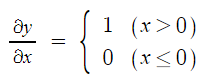 ∂y/∂x = { 1 (x > 0)
0 (x ≤ 0)